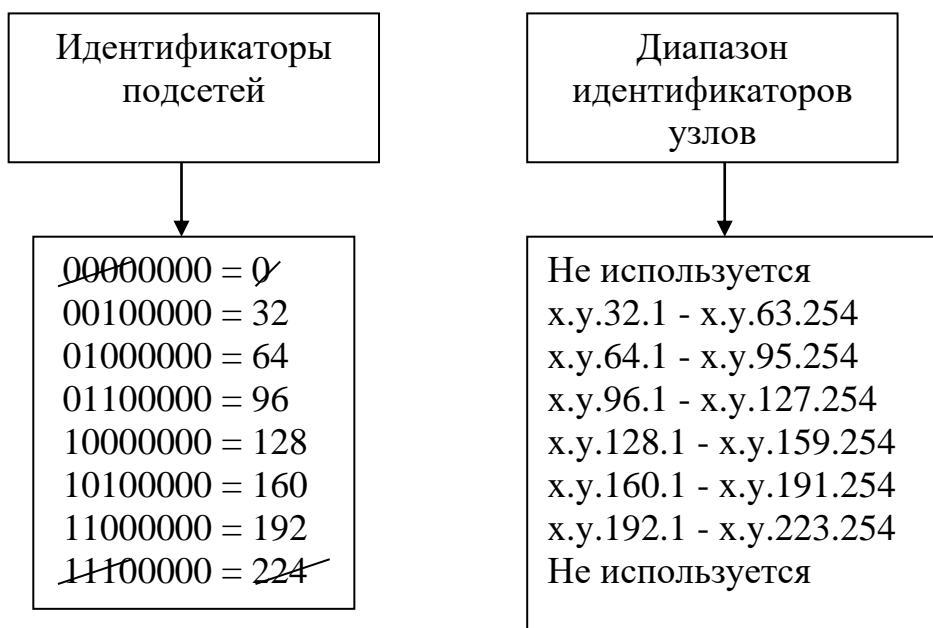 Идентификаторы
подсетей
Диапазон
идентификаторов
узлов
00000000 = 0
00100000 = 32
01000000 = 64
01100000 = 96
10000000 = 128
10100000 = 160
11000000 = 192
11100000 = 224
Не используется
x.y.32.1 - x.y.63.254
x.y.64.1 - x.y.95.254
x.y.96.1 - x.y.127.254
x.y.128.1 - x.y.159.254
x.y.160.1 - x.y.191.254
x.y.192.1 - x.y.223.254
Не используется